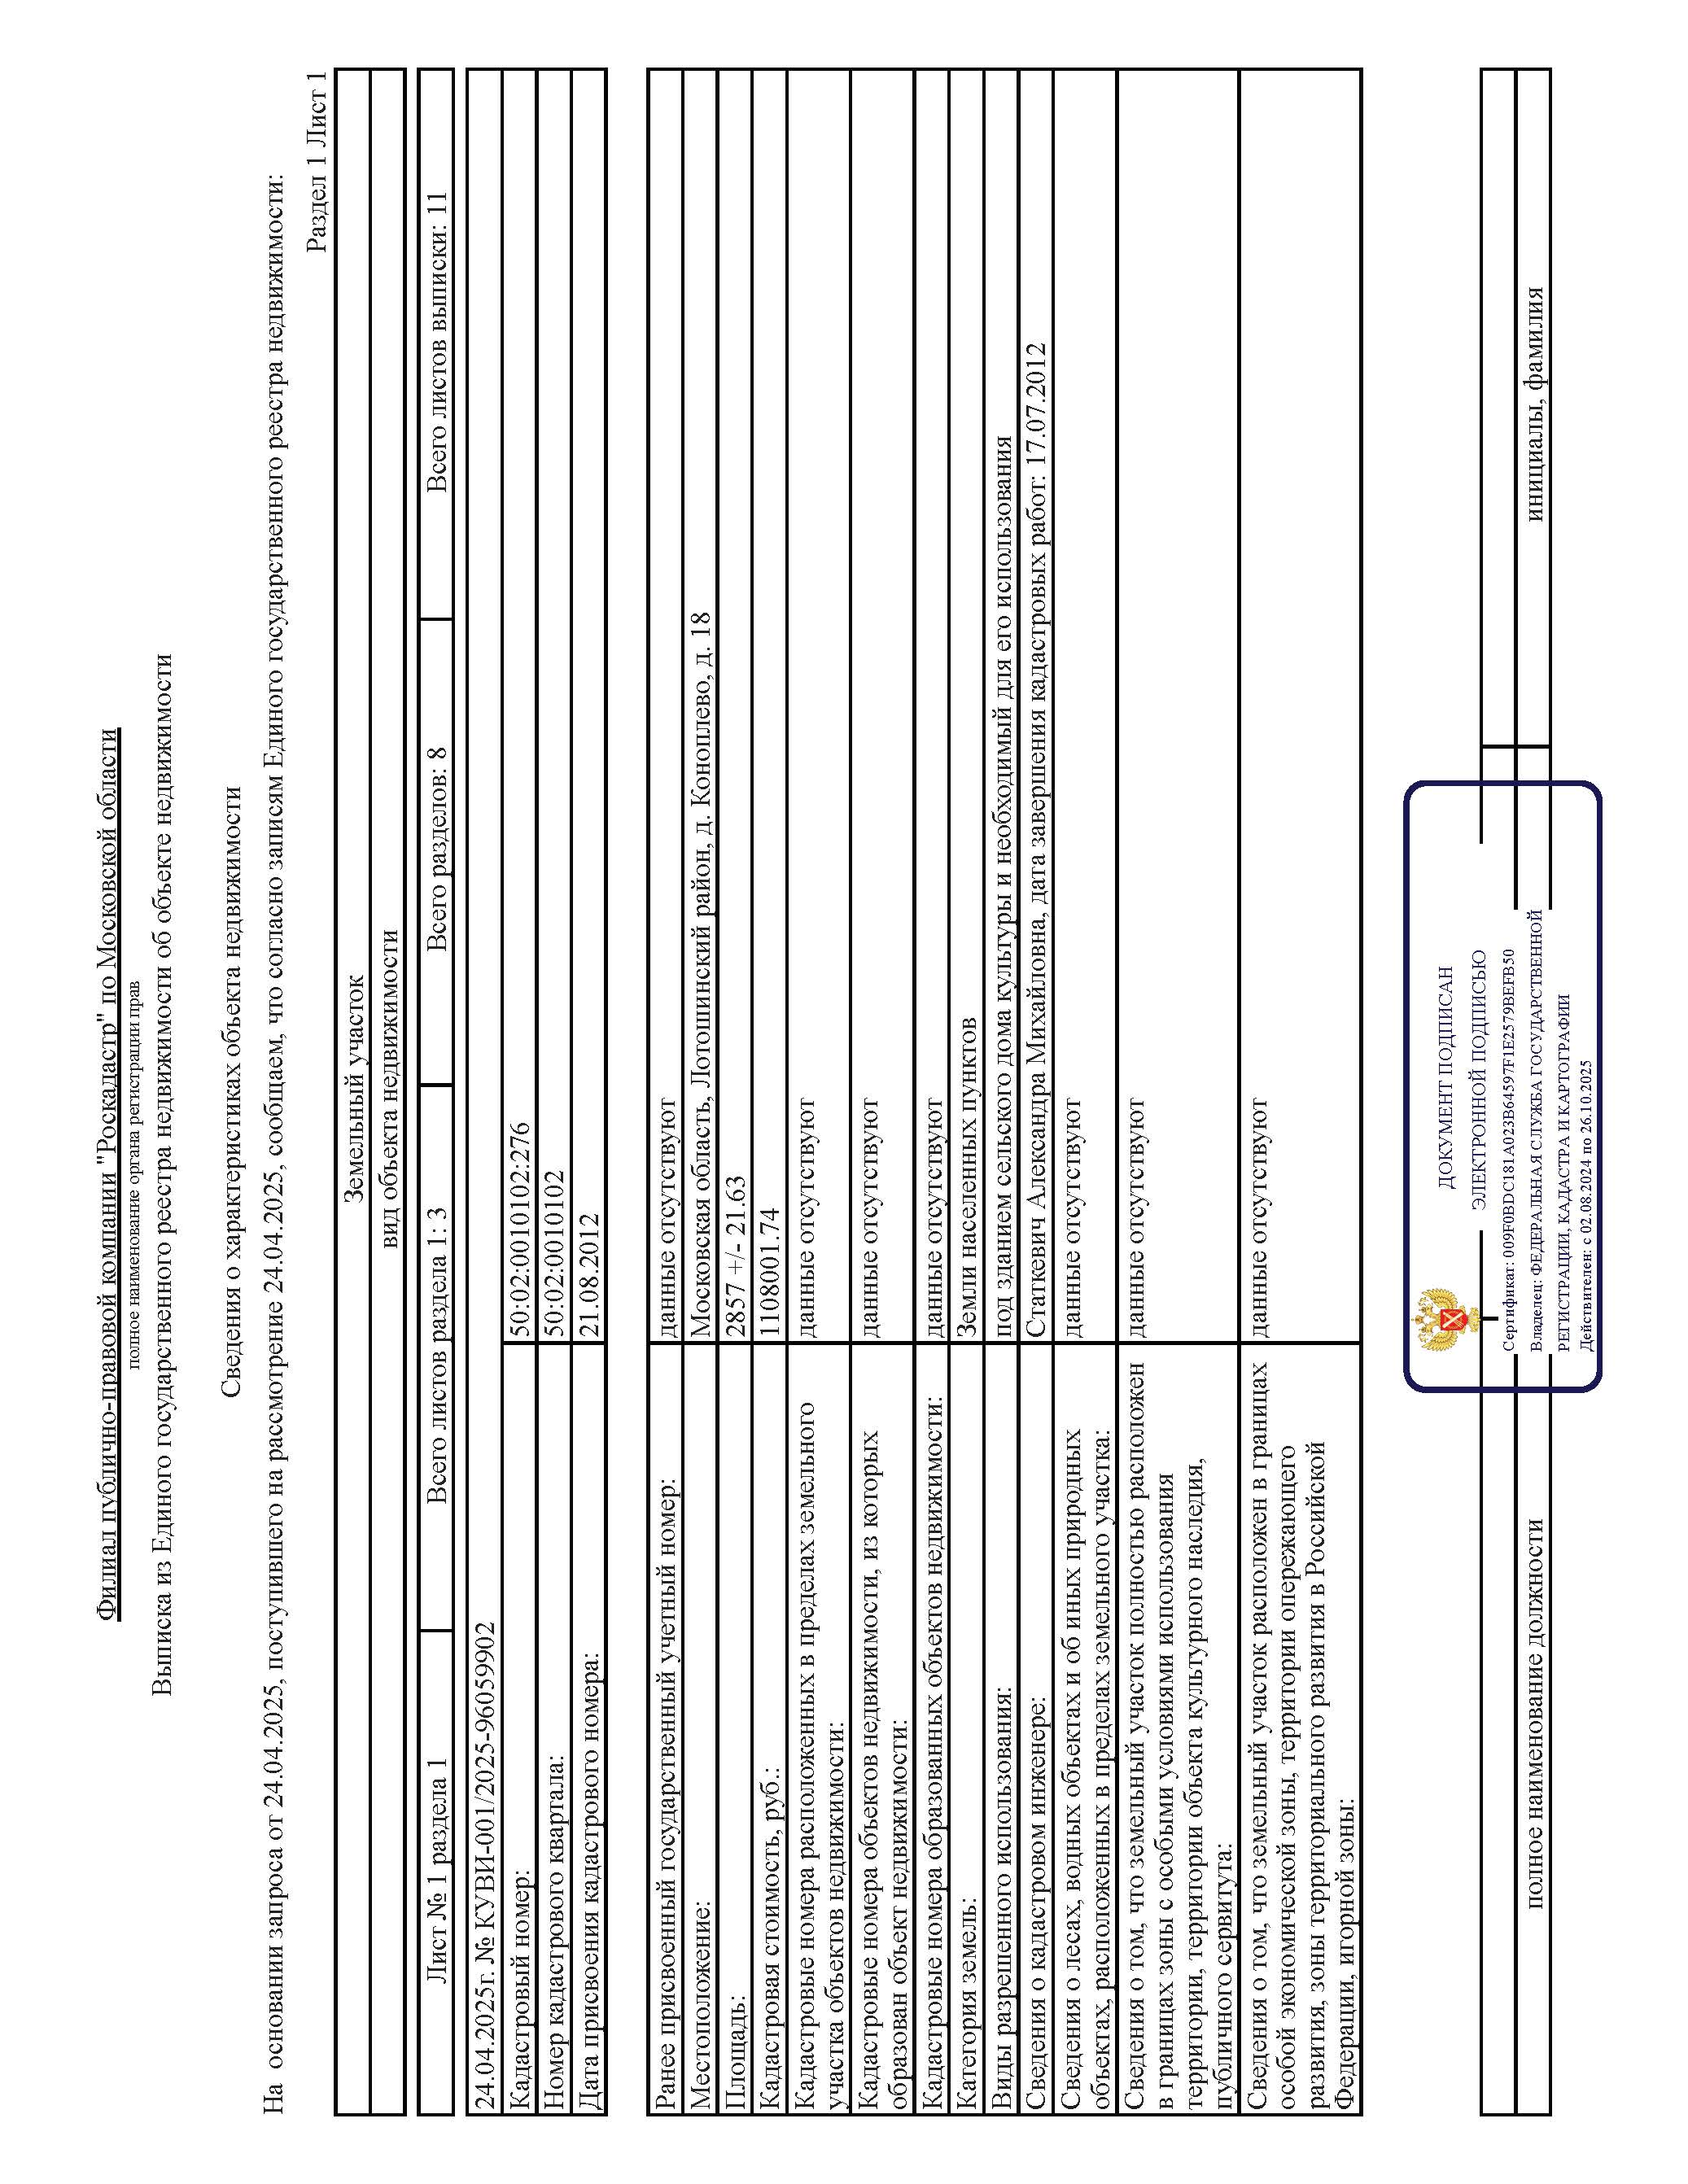 Филиал публично-правовой компании "Роскадастр" по Московской области
полное наименование органа регистрации прав
Выписка из Единого государственного реестра недвижимости об объекте недвижимости
Сведения о характеристиках объекта недвижимости
На основании запроса от 24.04.2025, поступившего на рассмотрение 24.04.2025, сообщаем, что согласно записям Единого государственного реестра недвижимости:
Раздел 1 Лист 1
Земельный участок
вид объекта недвижимости
Лист № 1 раздела 1 Всего листов раздела 1: 3 Всего разделов: 8 Всего листов выписки: 11
24.04.2025г. № КУВИ-001/2025-96059902
Кадастровый номер: 50:02:0010102:276
Номер кадастрового квартала: 50:02:0010102
Дата присвоения кадастрового номера: 21.08.2012
Ранее присвоенный государственный учетный номер: данные отсутствуют
Местоположение: Московская область, Лотошинский район, д. Коноплево, д. 18
Площадь: 2857 +/- 21.63
Кадастровая стоимость, руб.: 1108001.74
Кадастровые номера расположенных в пределах земельного данные отсутствуют
участка объектов недвижимости:
Кадастровые номера объектов недвижимости, из которых данные отсутствуют
образован объект недвижимости:
Кадастровые номера образованных объектов недвижимости: данные отсутствуют
Категория земель: Земли населенных пунктов
Виды разрешенного использования: под зданием сельского дома культуры и необходимый для его использования
Сведения о кадастровом инженере: Статкевич Александра Михайловна, дата завершения кадастровых работ: 17.07.2012
Сведения о лесах, водных объектах и об иных природных данные отсутствуют
объектах, расположенных в пределах земельного участка:
Сведения о том, что земельный участок полностью расположен данные отсутствуют
в границах зоны с особыми условиями использования
территории, территории объекта культурного наследия,
публичного сервитута:
Сведения о том, что земельный участок расположен в границах данные отсутствуют
особой экономической зоны, территории опережающего
развития, зоны территориального развития в Российской
Федерации, игорной зоны:
ДОКУМЕНТ ПОДПИСАН
ЭЛЕКТРОННОЙ ПОДПИСЬЮ
Сертификат: 009F0BDC181A023B64597F1E2579BEFB50
Владелец: ФЕДЕРАЛЬНАЯ СЛУЖБА ГОСУДАРСТВЕННОЙ
РЕГИСТРАЦИИ, КАДАСТРА И КАРТОГРАФИИ
Действителен: с 02.08.2024 по 26.10.2025
полное наименование должности инициалы, фамилия